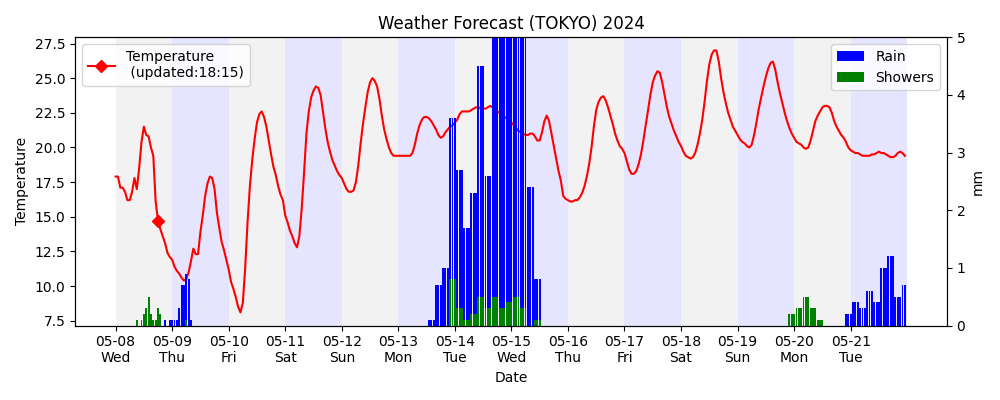 Weather Forecast (TOKYO) 2024
27.5
25.0
22.5
20.0
17.5
15.0
12.5
10.0
7.5
Temperature
Temperature
(updated:18:15)
Rain
Showers
5
4
3
2
1
0
mm
05-08 05-09 05-10 05-11 05-12 05-13 05-14 05-15 05-16 05-17 05-18 05-19 05-20 05-21
Wed Thu Fri Sat Sun Mon Tue Wed Thu Fri Sat Sun Mon Tue
Date